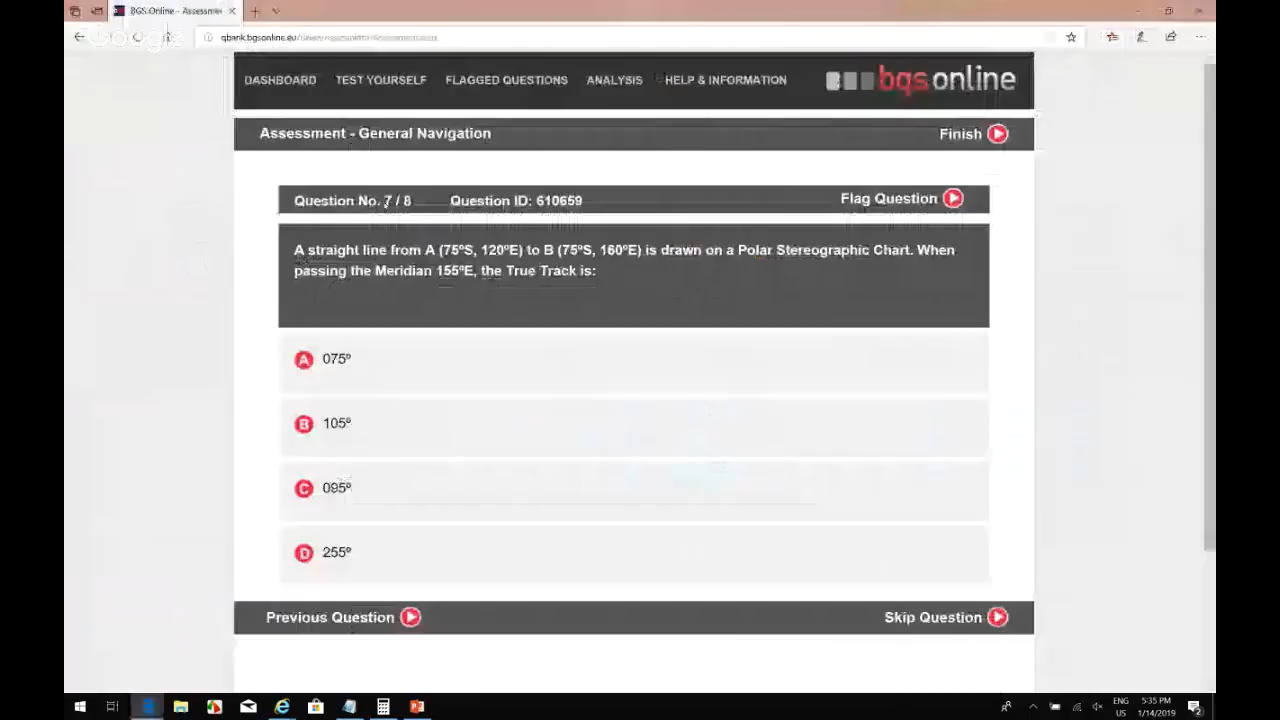 BGS Online - Assessmen
qbank.bgsonline.eu/
DASHBOARD TEST YOURSELF FLAGGED QUESTIONS ANALYSIS HELP & INFORMATION bgsonline
Assessment - General Navigation Finish
Question No. 7 / 8 Question ID: 610659 Flag Question
A straight line from A (75ºS, 120ºE) to B (75ºS, 160ºE) is drawn on a Polar Stereographic Chart. When
passing the Meridian 155ºE, the True Track is:
A 075º
B 105º
C 095º
D 255º
Previous Question Skip Question
ENG 5:35 PM
US 1/14/2019
2